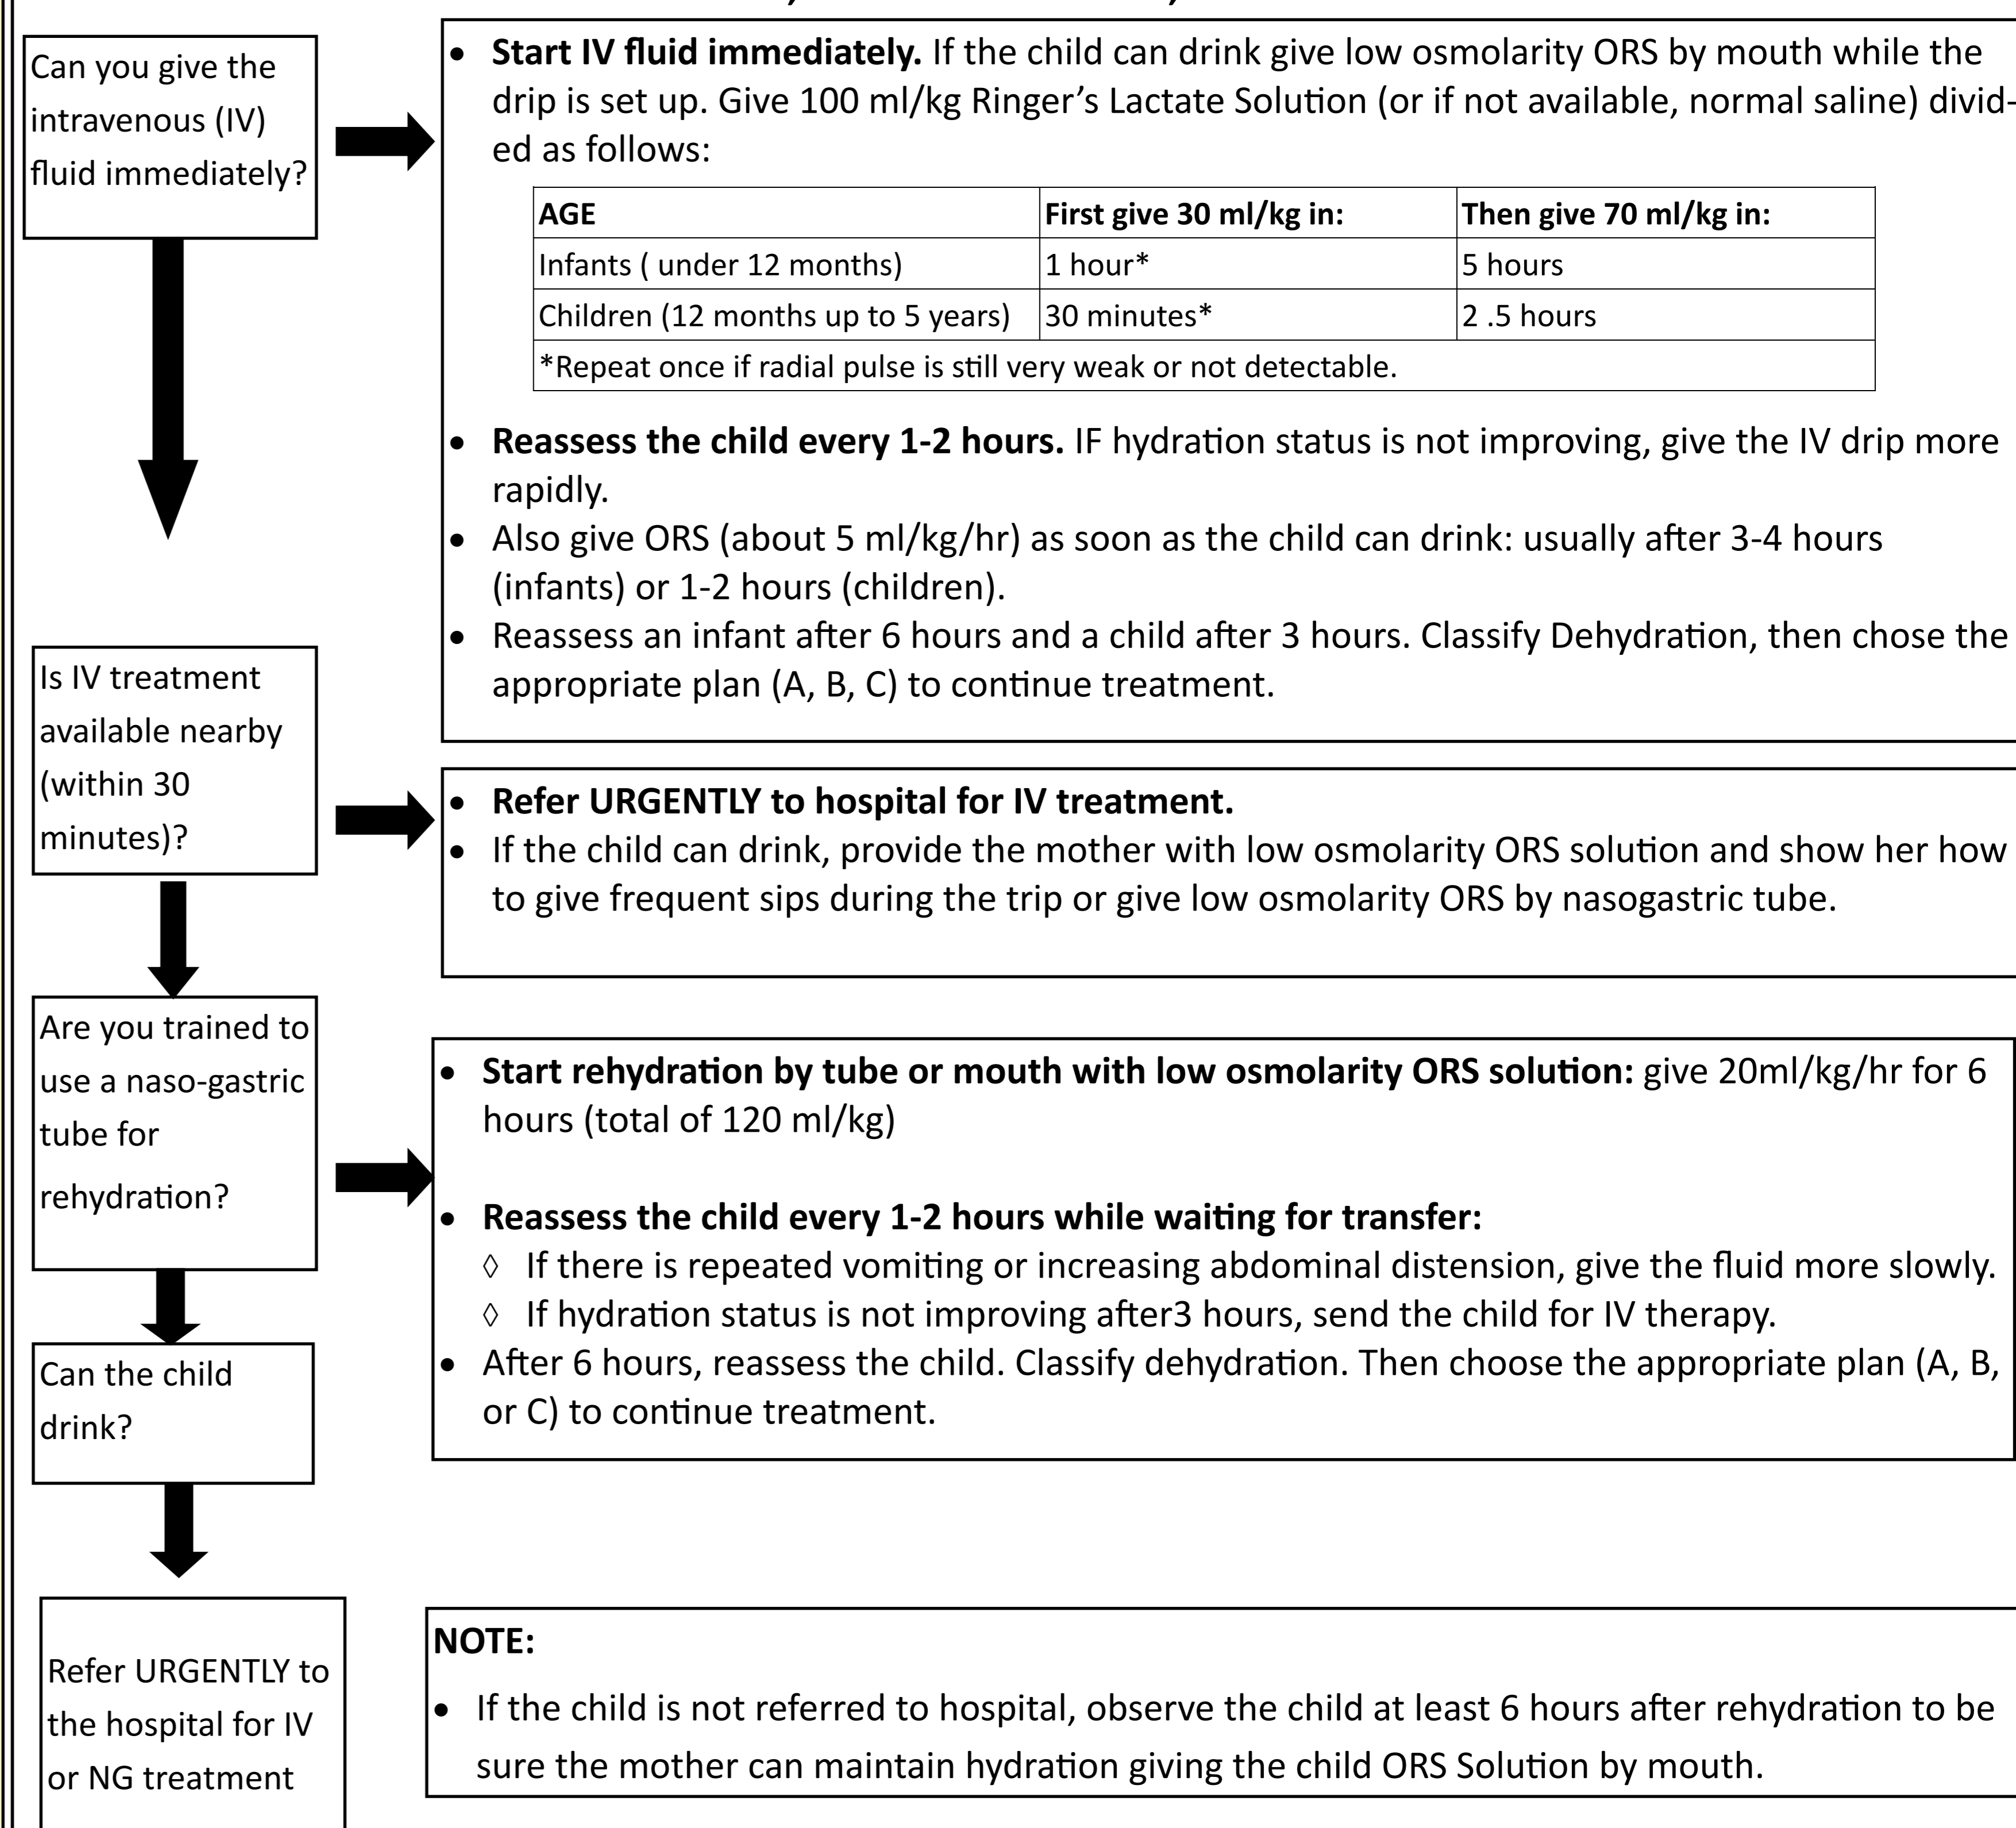 Can you give the
intravenous (IV)
fluid immediately?
• Start IV fluid immediately. If the child can drink give low osmolarity ORS by mouth while the
drip is set up. Give 100 ml/kg Ringer’s Lactate Solution (or if not available, normal saline) divid-
ed as follows:
AGE First give 30 ml/kg in: Then give 70 ml/kg in:
Infants ( under 12 months) 1 hour* 5 hours
Children (12 months up to 5 years) 30 minutes* 2 .5 hours
*Repeat once if radial pulse is still very weak or not detectable.
• Reassess the child every 1-2 hours. IF hydration status is not improving, give the IV drip more
rapidly.
• Also give ORS (about 5 ml/kg/hr) as soon as the child can drink: usually after 3-4 hours
(infants) or 1-2 hours (children).
• Reassess an infant after 6 hours and a child after 3 hours. Classify Dehydration, then chose the
appropriate plan (A, B, C) to continue treatment.
Is IV treatment
available nearby
(within 30
minutes)?
• Refer URGENTLY to hospital for IV treatment.
• If the child can drink, provide the mother with low osmolarity ORS solution and show her how
to give frequent sips during the trip or give low osmolarity ORS by nasogastric tube.
Are you trained to
use a naso-gastric
tube for
rehydration?
• Start rehydration by tube or mouth with low osmolarity ORS solution: give 20ml/kg/hr for 6
hours (total of 120 ml/kg)
• Reassess the child every 1-2 hours while waiting for transfer:
◊ If there is repeated vomiting or increasing abdominal distension, give the fluid more slowly.
◊ If hydration status is not improving after3 hours, send the child for IV therapy.
• After 6 hours, reassess the child. Classify dehydration. Then choose the appropriate plan (A, B,
or C) to continue treatment.
Can the child
drink?
Refer URGENTLY to
the hospital for IV
or NG treatment
NOTE:
• If the child is not referred to hospital, observe the child at least 6 hours after rehydration to be
sure the mother can maintain hydration giving the child ORS Solution by mouth.